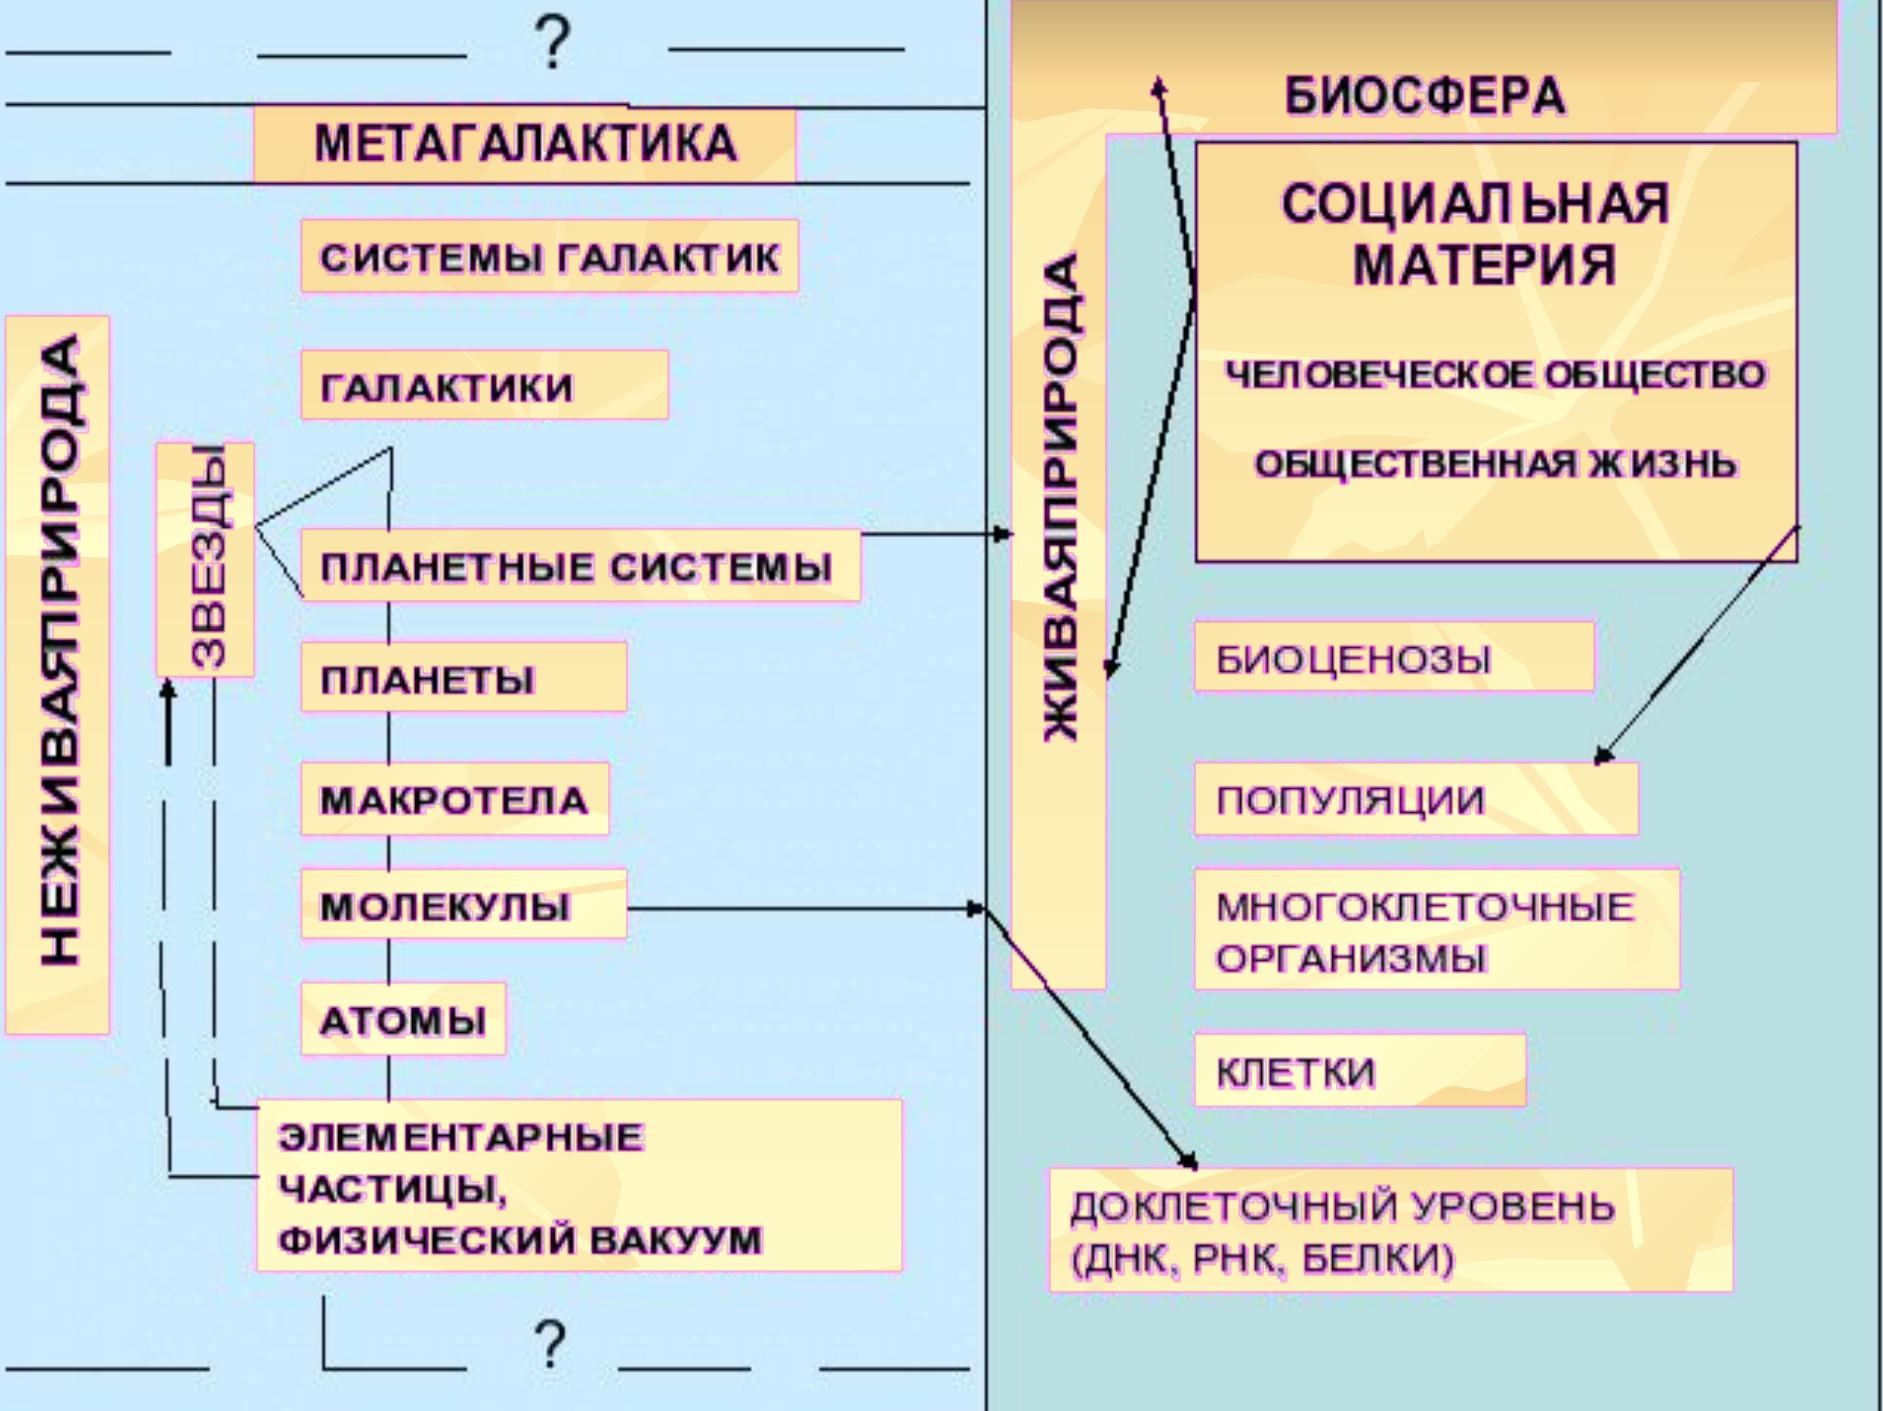 ?
МЕТАГАЛАКТИКА
СИСТЕМЫ ГАЛАКТИК
ГАЛАКТИКИ
НЕЖИВАЯПРИРОДА
ЗВЕЗДЫ
ПЛАНЕТНЫЕ СИСТЕМЫ
ПЛАНЕТЫ
МАКРОТЕЛА
МОЛЕКУЛЫ
АТОМЫ
ЭЛЕМЕНТАРНЫЕ
ЧАСТИЦЫ,
ФИЗИЧЕСКИЙ ВАКУУМ
?
БИОСФЕРА
ЖИВАЯПРИРОДА
СОЦИАЛЬНАЯ
МАТЕРИЯ
ЧЕЛОВЕЧЕСКОЕ ОБЩЕСТВО
ОБЩЕСТВЕННАЯ ЖИЗНЬ
БИОЦЕНОЗЫ
ПОПУЛЯЦИИ
МНОГОКЛЕТОЧНЫЕ
ОРГАНИЗМЫ
КЛЕТКИ
ДОКЛЕТОЧНЫЙ УРОВЕНЬ
(ДНК, РНК, БЕЛКИ)